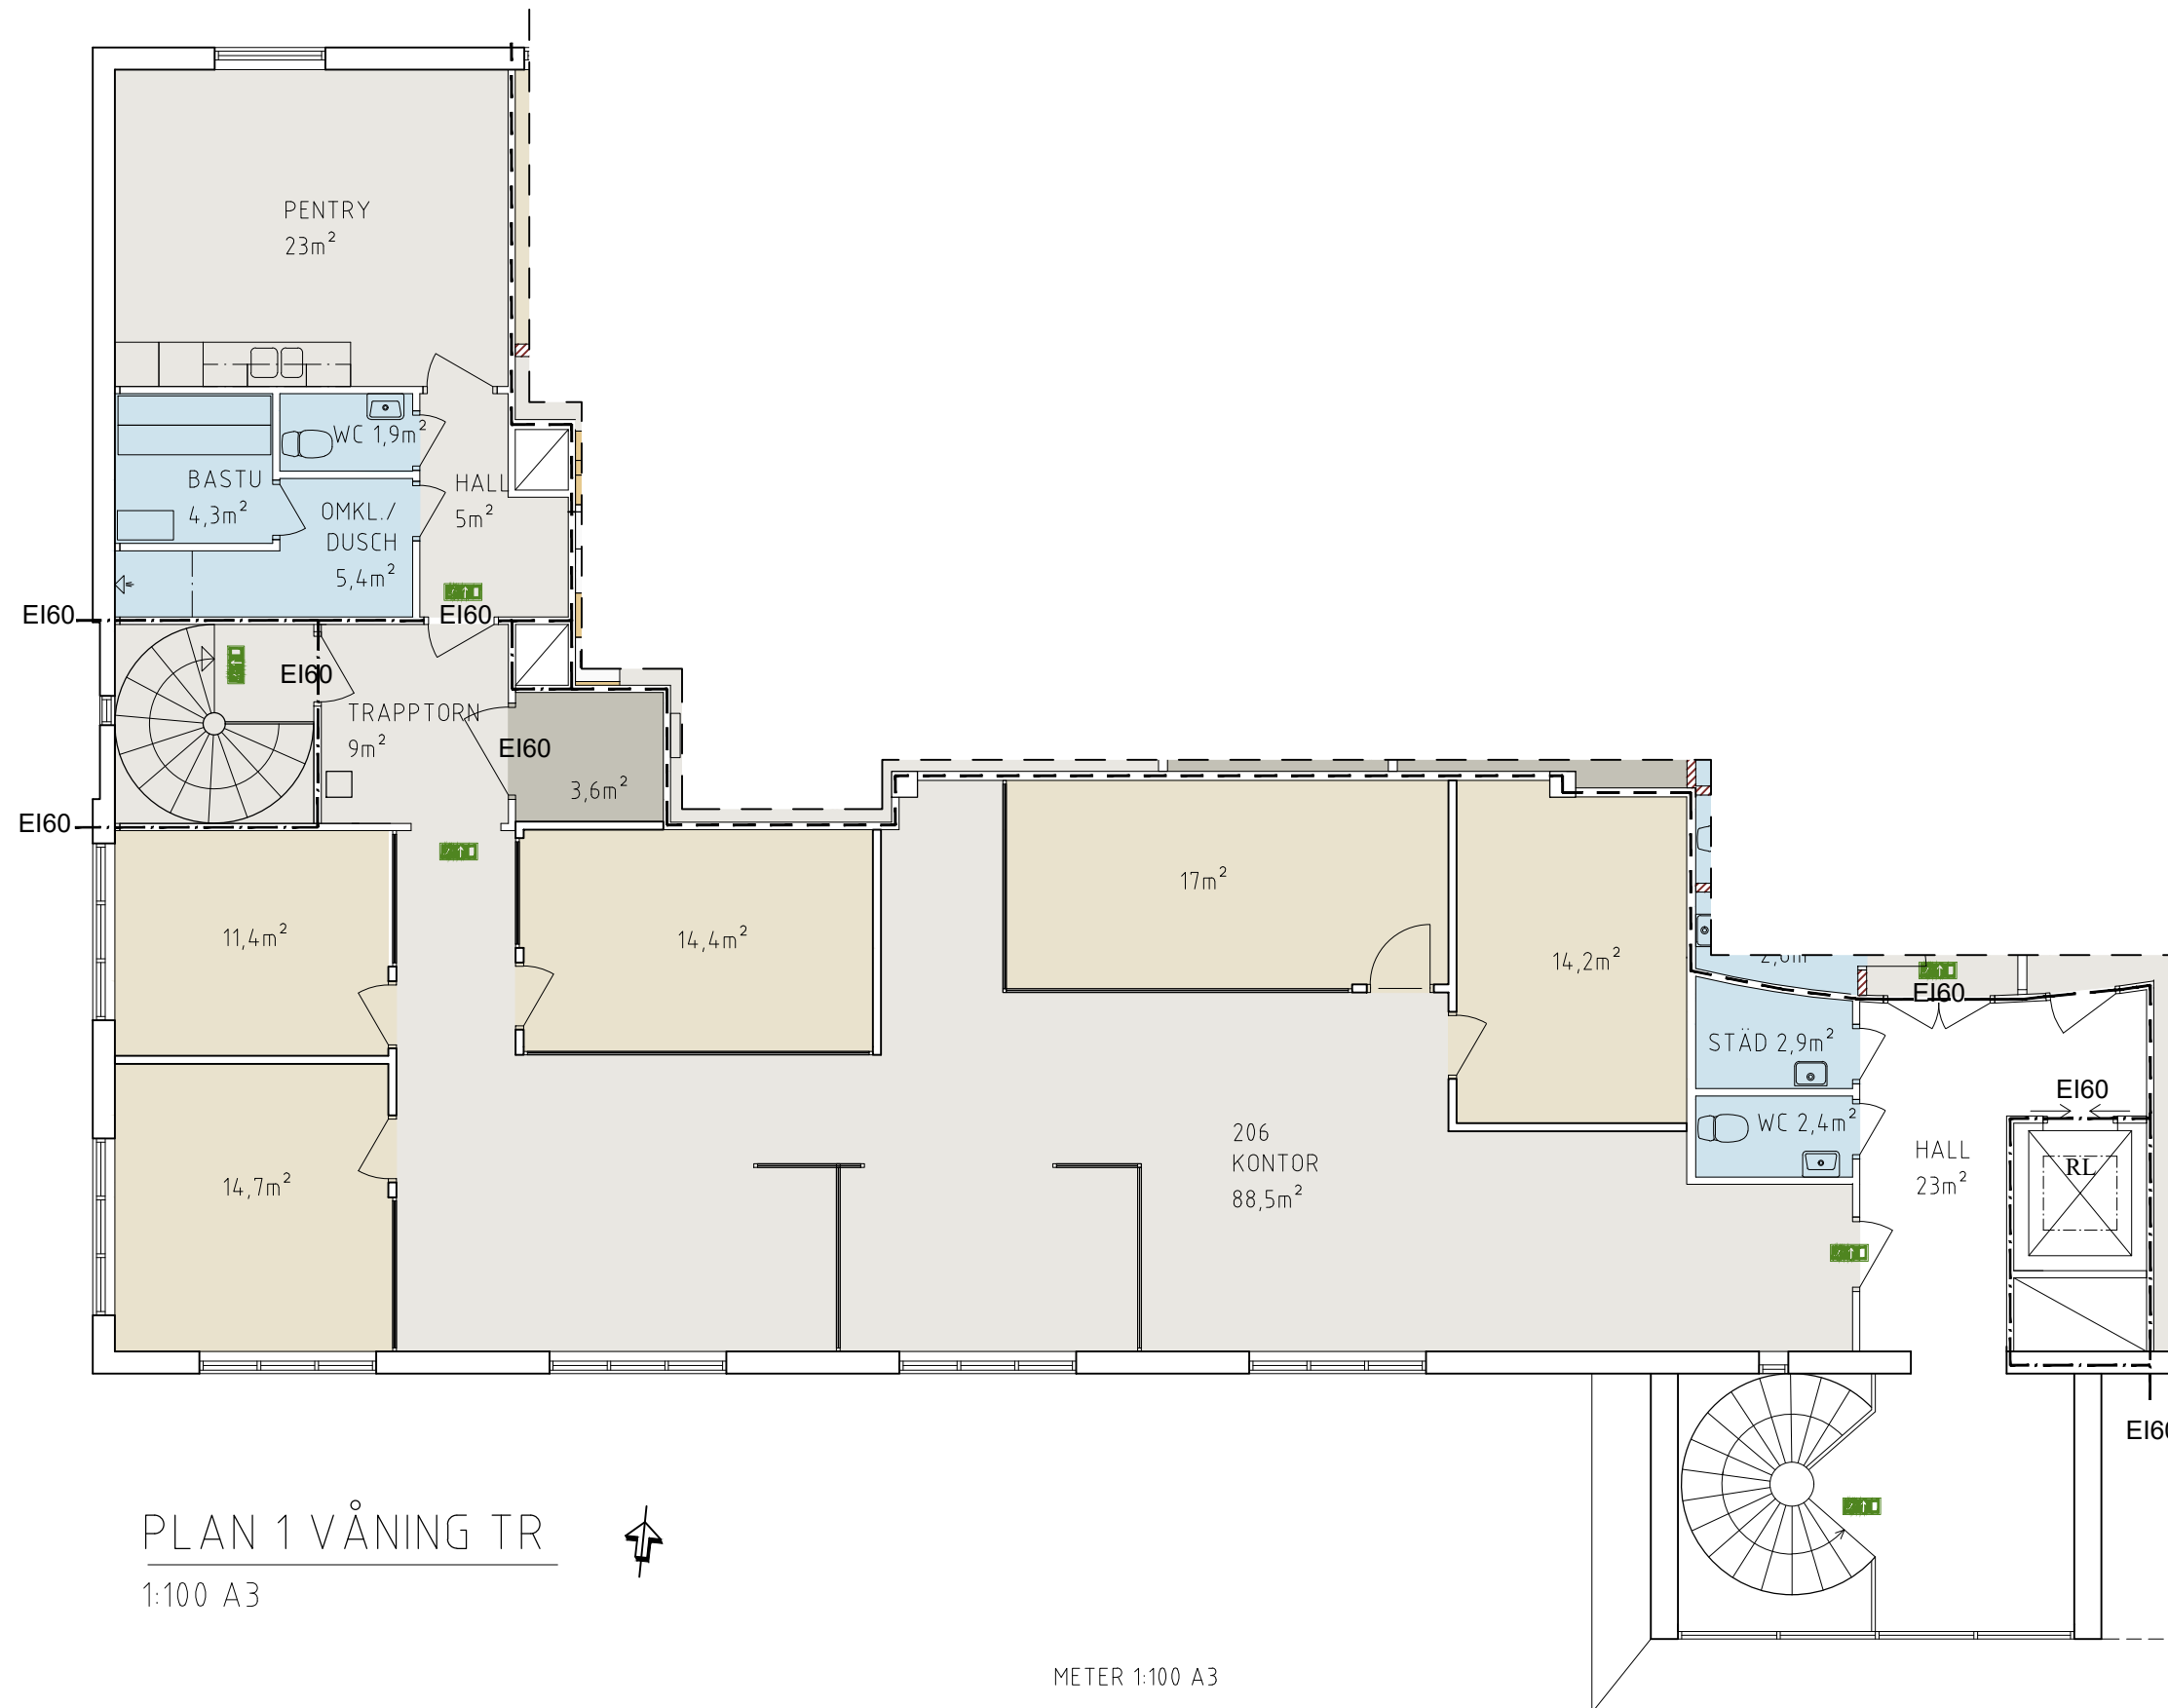 PENTRY
23m²
WC 1,9m²
BASTU
4,3m²
OMKL./
DUSCH
5,4m²
HALL
5m²
EI60
EI60
EI60
TRAPPTORN
9m²
EI60
3,6m²
EI60
11,4m²
14,4m²
17m²
14,2m²
14,7m²
206
KONTOR
88,5m²
EI60
STÄD 2,9m²
WC 2,4m²
EI60
HALL
23m²
RL
PLAN 1 VÅNING TR
1:100 A3
METER 1:100 A3